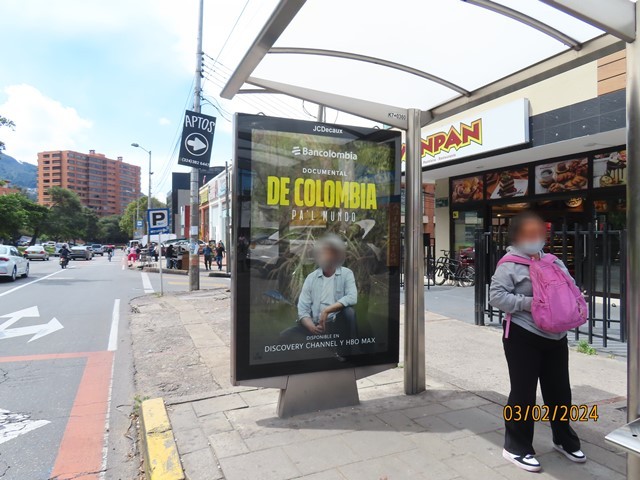 APTOS
P
JCDecaux
Bancolombia
DOCUMENTAL
DE COLOMBIA
PA'L MUNDO
DISPONIBLE EN
DISCOVERY CHANNEL Y HBO MAX
NPAN
03/02/2024